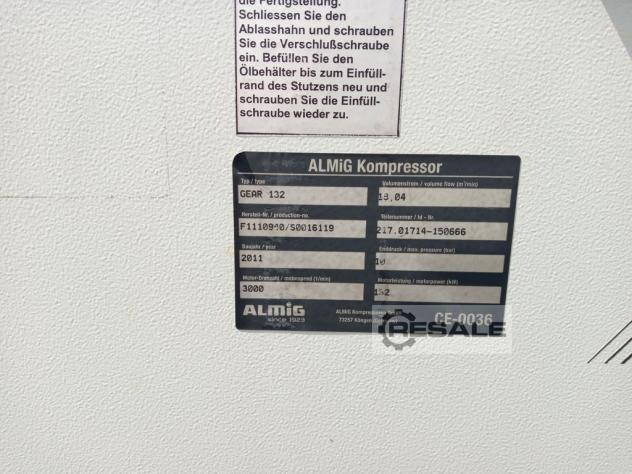 die Fertigstellung.
Schliessen Sie den
Ablasshahn und schrauben
Sie die Verschlußschraube
ein. Befüllen Sie den
Ölbehälter bis zum Einfüll-
rand des Stutzens neu und
schrauben Sie die Einfüll-
schraube wieder zu.
ALMiG Kompressor
Typ / type
Volumenstrom / volume flow (m³/min)
GEAR 132
18,04
Herstell-Nr. / production-no.
Teilenummer / Id - Nr.
F1110940/S0016119
217.01714-150666
Baujahr / year
Enddruck / max. pressure (bar)
2011
10
Motor-Drehzahl / motorspeed (1/min)
Motorleistung / motorpower (kW)
3000
132
ALMiG
since 1923
ALMiG Kompressoren GmbH
73257 Köngen
CE-0036
RESALE